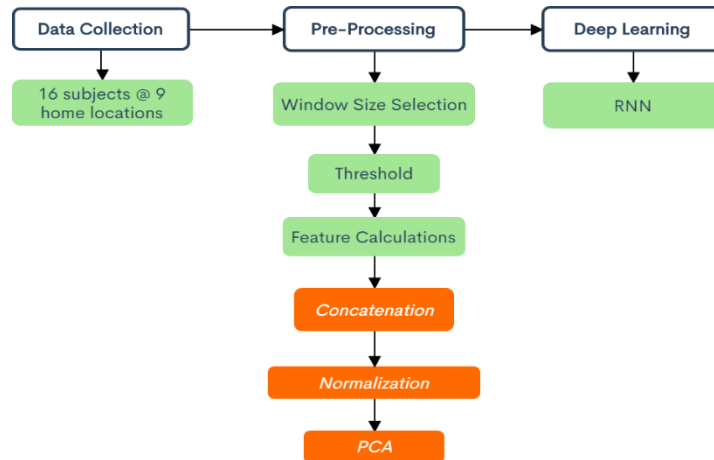 Data Collection
Pre-Processing
Deep Learning
16 subjects @ 9
home locations
Window Size Selection
RNN
Threshold
Feature Calculations
Concatenation
Normalization
PCA